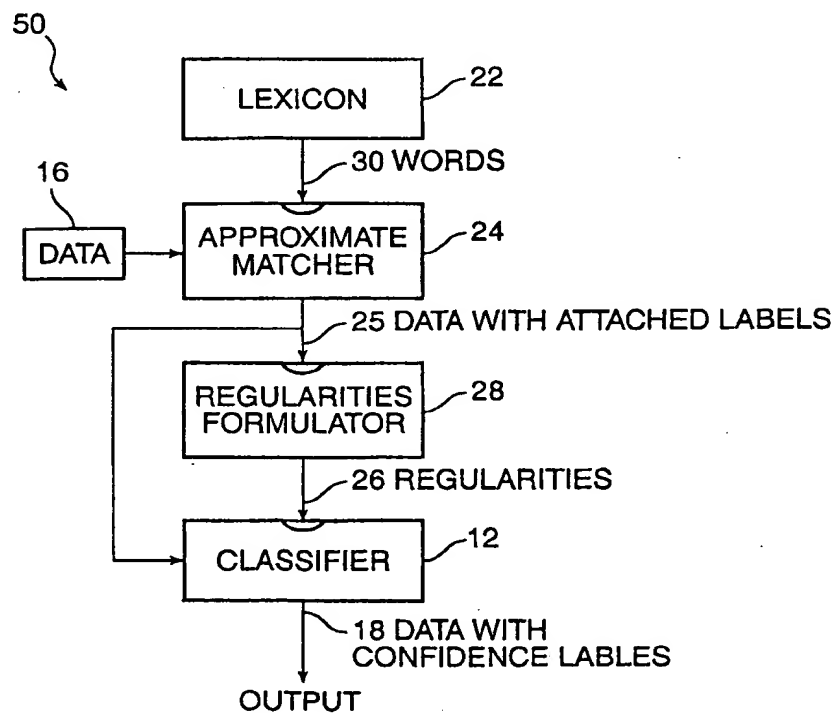 50
LEXICON
22
30 WORDS
16
DATA
APPROXIMATE
MATCHER
24
25 DATA WITH ATTACHED LABELS
REGULARITIES
FORMULATOR
28
26 REGULARITIES
CLASSIFIER
12
18 DATA WITH
CONFIDENCE LABLES
OUTPUT